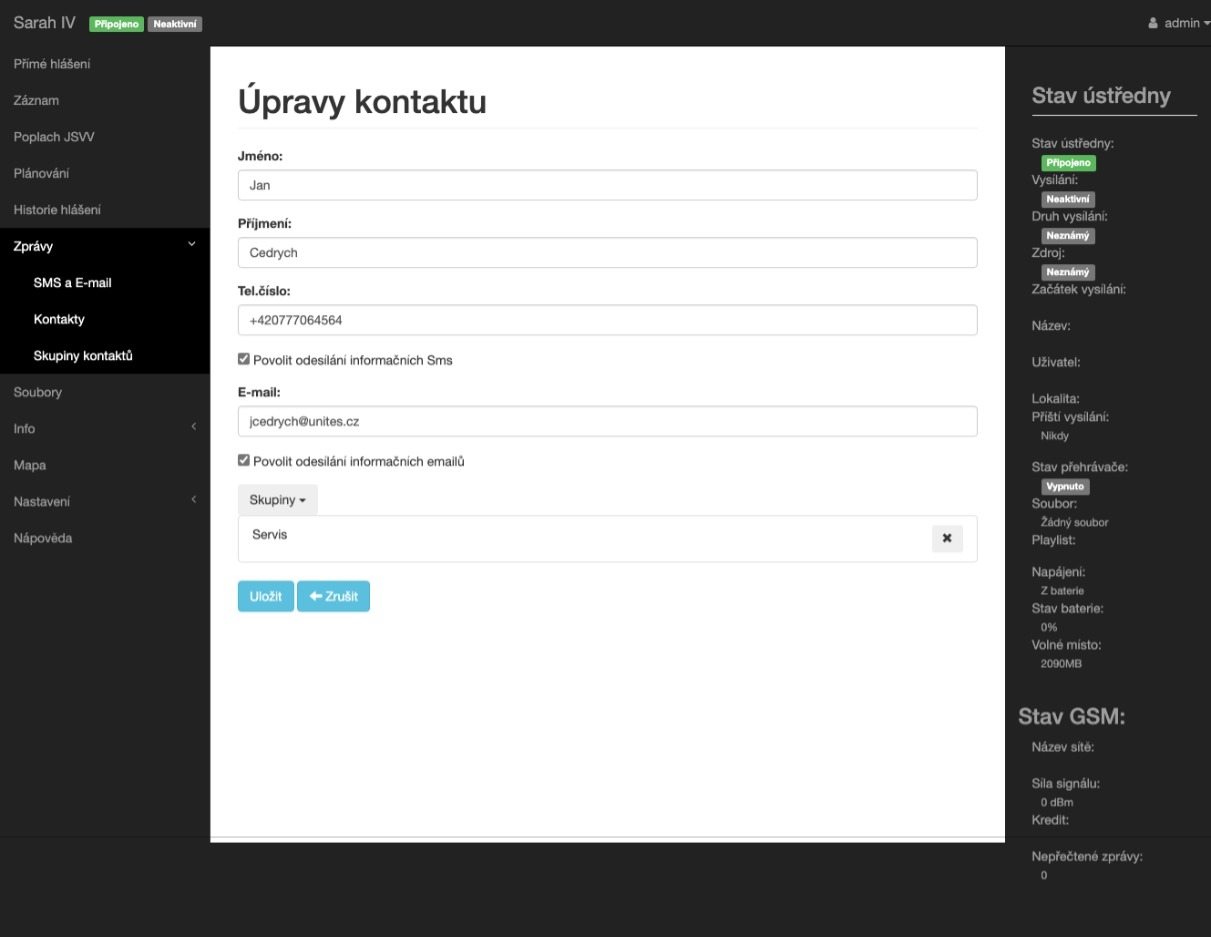 Sarah IV Připojeno Neaktivní
admin
Přímé hlášení
Záznam
Poplach JSVV
Plánování
Historie hlášení
Zprávy
SMS a E-mail
Kontakty
Skupiny kontaktů
Soubory
Info
Mapa
Nastavení
Nápověda
Úpravy kontaktu
Jméno:
Jan
Příjmení:
Cedrych
Tel.číslo:
+420777064564
Povolit odesílání informačních Sms
E-mail:
jcedrych@unites.cz
Povolit odesílání informačních emailů
Skupiny
Servis
Uložit Zrušit
Stav ústředny
Stav ústředny:
Připojeno
Vysílání:
Neaktivní
Druh vysílání:
Neznámý
Zdroj:
Neznámý
Začátek vysílání:
Název:
Uživatel:
Lokalita:
Příští vysílání:
Nikdy
Stav přehrávače:
Vypnuto
Soubor:
Žádný soubor
Playlist:
Napájení:
Z baterie
Stav baterie:
0%
Volné místo:
2090MB
Stav GSM:
Název sítě:
Síla signálu:
0 dBm
Kredit:
Nepřečtené zprávy:
0